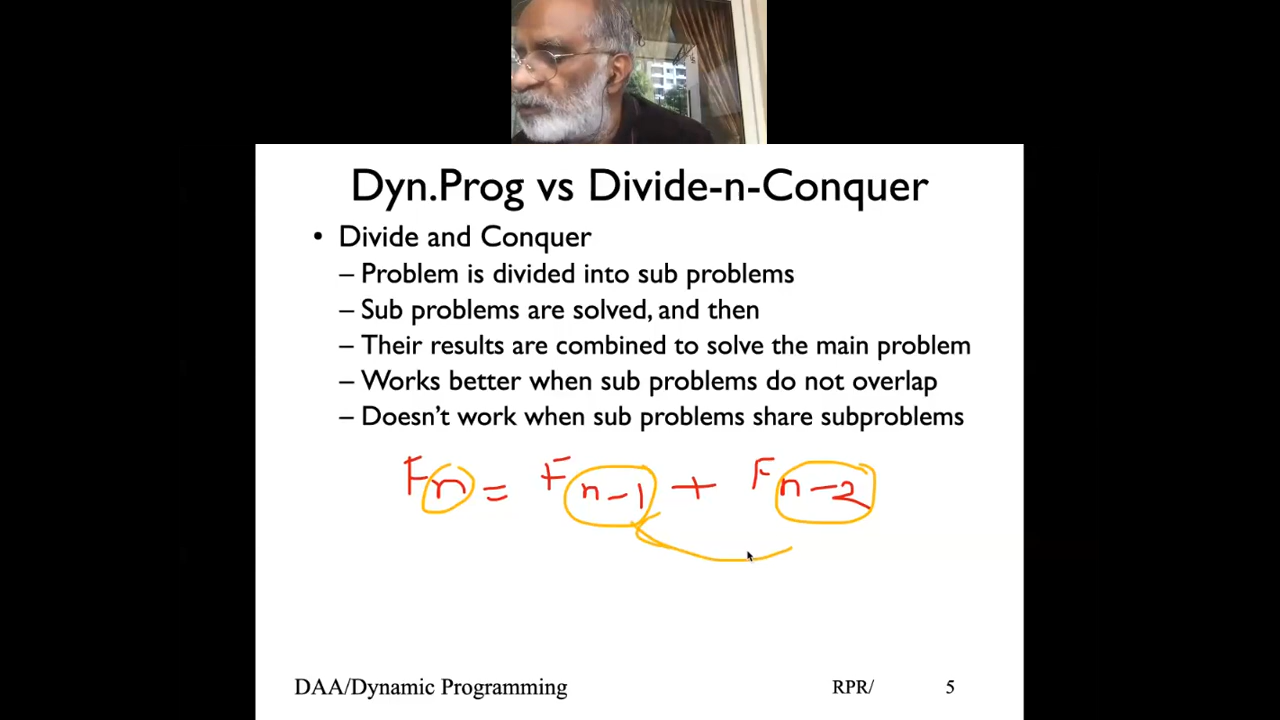 Dyn.Prog vs Divide-n-Conquer
• Divide and Conquer
– Problem is divided into sub problems
– Sub problems are solved, and then
– Their results are combined to solve the main problem
– Works better when sub problems do not overlap
– Doesn't work when sub problems share subproblems
Fn = Fn-1 + Fn-2
DAA/Dynamic Programming RPR/ 5